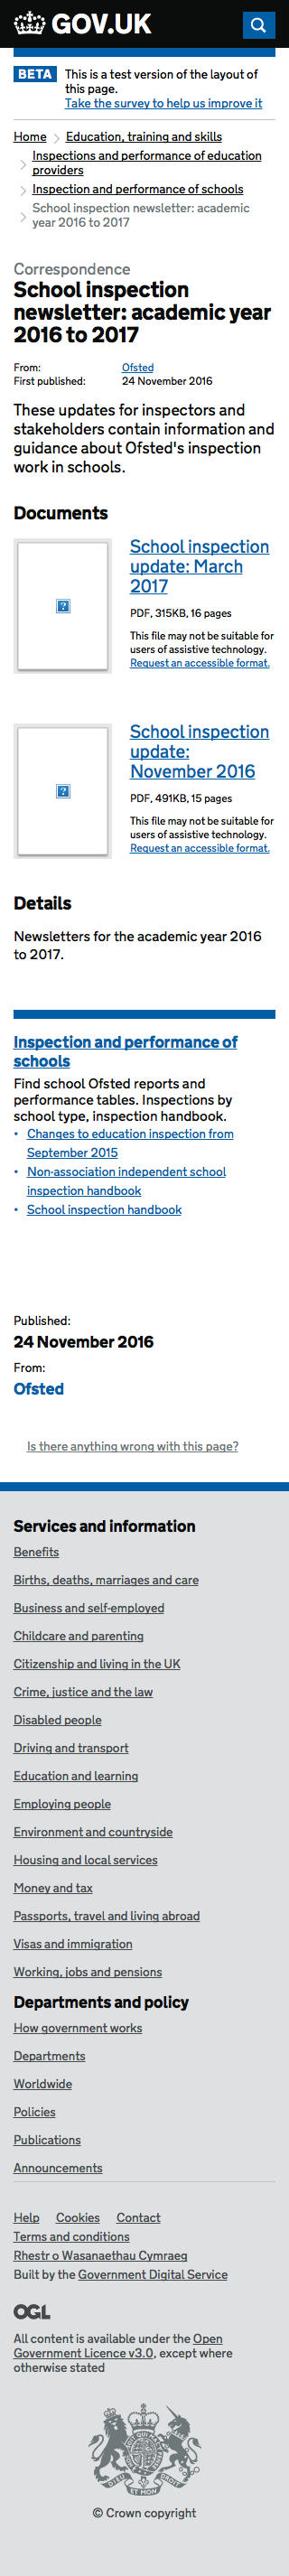 GOV.UK
BETA
This is a test version of the layout of
this page.
Take the survey to help us improve it
Home
Education, training and skills
Inspections and performance of education
providers
Inspection and performance of schools
School inspection newsletter: academic
year 2016 to 2017
Correspondence
School inspection
newsletter: academic year
2016 to 2017
From: Ofsted
First published: 24 November 2016
These updates for inspectors and
stakeholders contain information and
guidance about Ofsted's inspection
work in schools.
Documents
School inspection
update: March
2017
PDF, 315KB, 16 pages
This file may not be suitable for
users of assistive technology.
Request an accessible format.
School inspection
update:
November 2016
PDF, 491KB, 15 pages
This file may not be suitable for
users of assistive technology.
Request an accessible format.
Details
Newsletters for the academic year 2016
to 2017.
Inspection and performance of
schools
Find school Ofsted reports and
performance tables. Inspections by
school type, inspection handbook.
• Changes to education inspection from
September 2015
• Non-association independent school
inspection handbook
• School inspection handbook
Published:
24 November 2016
From:
Ofsted
Is there anything wrong with this page?
Services and information
Benefits
Births, deaths, marriages and care
Business and self-employed
Childcare and parenting
Citizenship and living in the UK
Crime, justice and the law
Disabled people
Driving and transport
Education and learning
Employing people
Environment and countryside
Housing and local services
Money and tax
Passports, travel and living abroad
Visas and immigration
Working, jobs and pensions
Departments and policy
How government works
Departments
Worldwide
Policies
Publications
Announcements
Help Cookies Contact
Terms and conditions
Rhestr o Wasanaethau Cymraeg
Built by the Government Digital Service
OGL
All content is available under the Open
Government Licence v3.0, except where
otherwise stated
DIEU ET MON DROIT
© Crown copyright